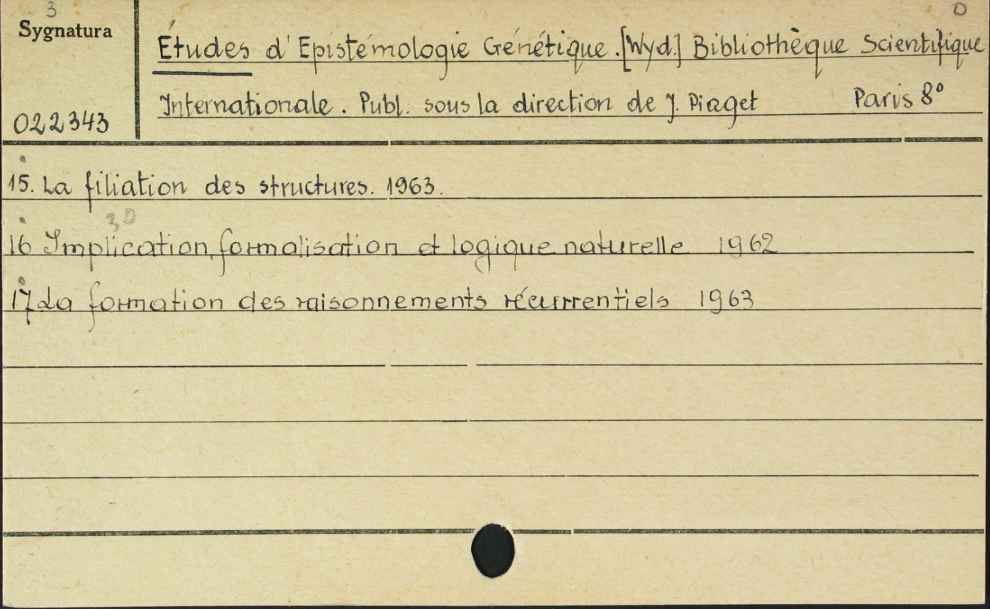 3
D
Sygnatura
Études d'Epistémologie Génétique. [Wyd.] Bibliothèque Scientifique
Internationale. Publ. sous la direction de J. Piaget Paris 8°
022343
15. La filiation des structures. 1963.
3D
16 Implication, formalisation et logique naturelle 1962
17 La formation des raisonnements récurrentiels 1963